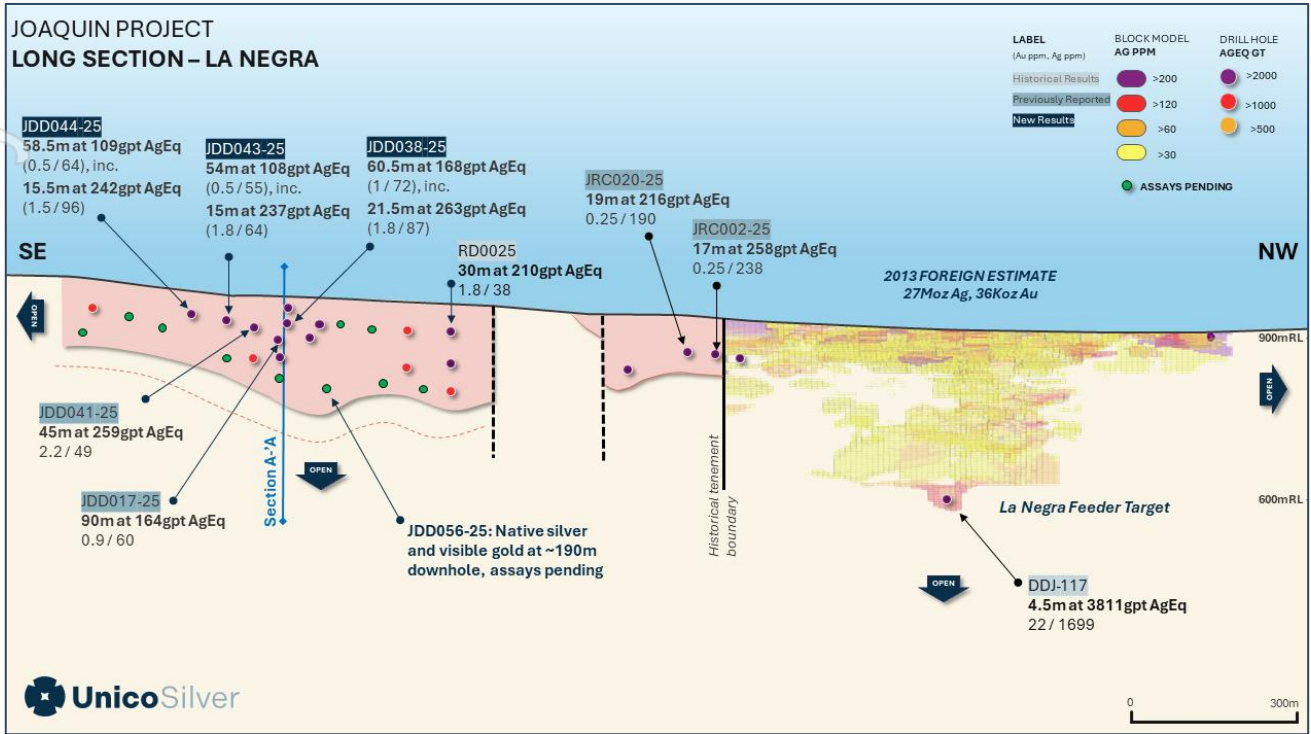 JOAQUIN PROJECT
LONG SECTION – LA NEGRA
LABEL
(Au ppm, Ag ppm)
Historical Results
Previously Reported
New Results
BLOCK MODEL
AG PPM
>200
>120
>60
>30
DRILL HOLE
AGEQ GT
>2000
>1000
>500
ASSAYS PENDING
JDD044-25
58.5m at 109gpt AgEq
(0.5 / 64), inc.
15.5m at 242gpt AgEq
(1.5 / 96)
JDD043-25
54m at 108gpt AgEq
(0.5 / 55), inc.
15m at 237gpt AgEq
(1.8 / 64)
JDD038-25
60.5m at 168gpt AgEq
(1 / 72), inc.
21.5m at 263gpt AgEq
(1.8 / 87)
RD0025
30m at 210gpt AgEq
1.8 / 38
JRC020-25
19m at 216gpt AgEq
0.25 / 190
JRC002-25
17m at 258gpt AgEq
0.25 / 238
SE
NW
2013 FOREIGN ESTIMATE
27Moz Ag, 36Koz Au
OPEN
900mRL
OPEN
JDD041-25
45m at 259gpt AgEq
2.2 / 49
Section A-'A
OPEN
JDD017-25
90m at 164gpt AgEq
0.9 / 60
JDD056-25: Native silver
and visible gold at ~190m
downhole, assays pending
Historical tenement
boundary
600mRL
La Negra Feeder Target
OPEN
DDJ-117
4.5m at 3811gpt AgEq
22 / 1699
UnicoSilver
0
300m